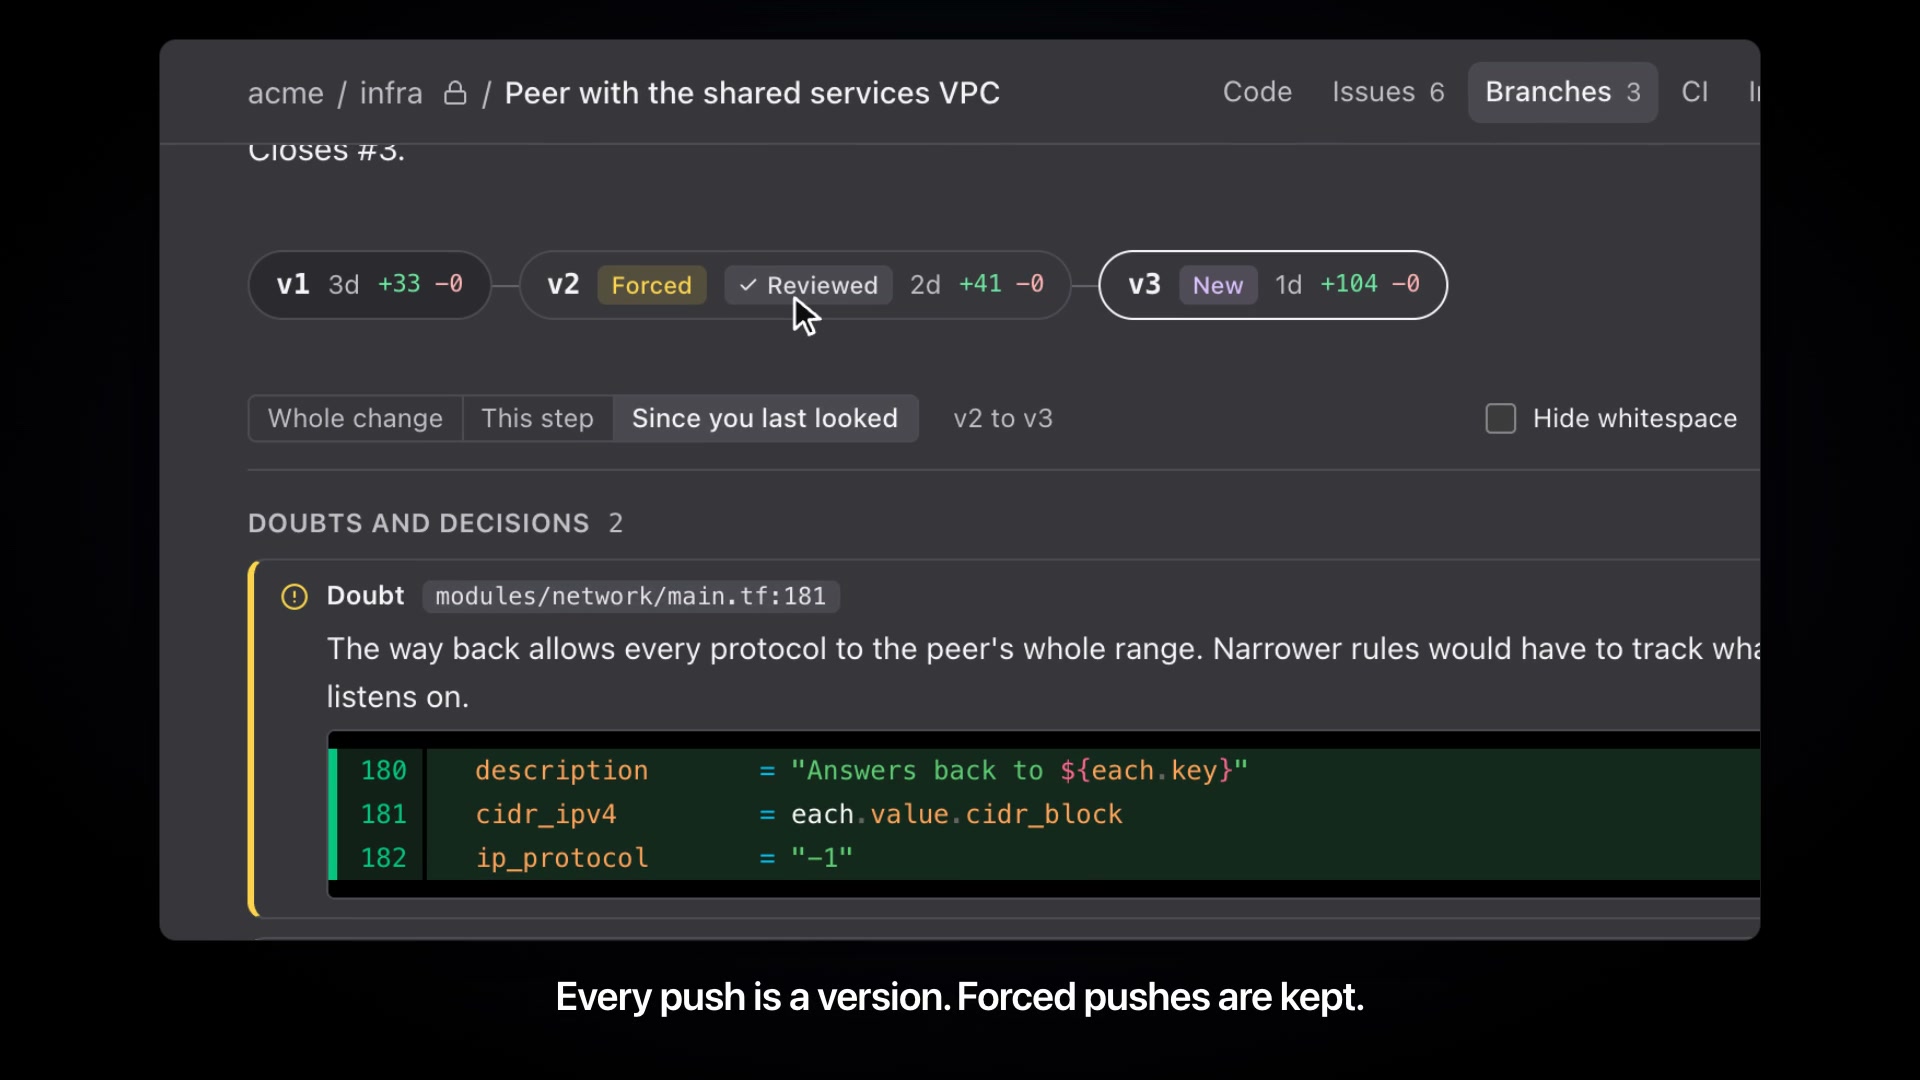 acme / infra / Peer with the shared services VPC
Code Issues 6 Branches 3 CI
Closes #3.
v1 3d +33 −0 v2 Forced ✓ Reviewed 2d +41 −0 v3 New 1d +104 −0
Whole change This step Since you last looked v2 to v3 Hide whitespace
DOUBTS AND DECISIONS 2
Doubt modules/network/main.tf:181
The way back allows every protocol to the peer's whole range. Narrower rules would have to track
listens on.
180 description = "Answers back to ${each.key}"
181 cidr_ipv4 = each.value.cidr_block
182 ip_protocol = "-1"
Every push is a version. Forced pushes are kept.